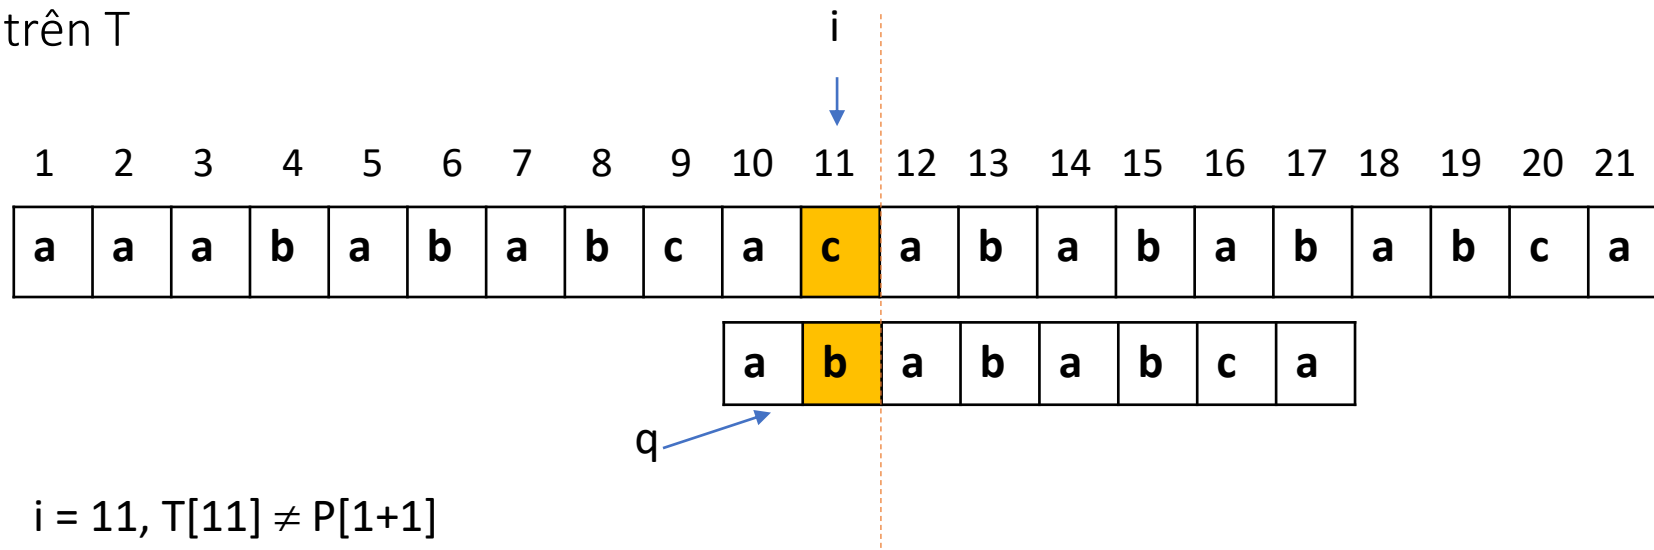 trên T
i
1 2 3 4 5 6 7 8 9 10 11 12 13 14 15 16 17 18 19 20 21
a a a b a b a b c a c a b a b a b a b c a
a b a b a b c a
q
i = 11, T[11] ≠ P[1+1]